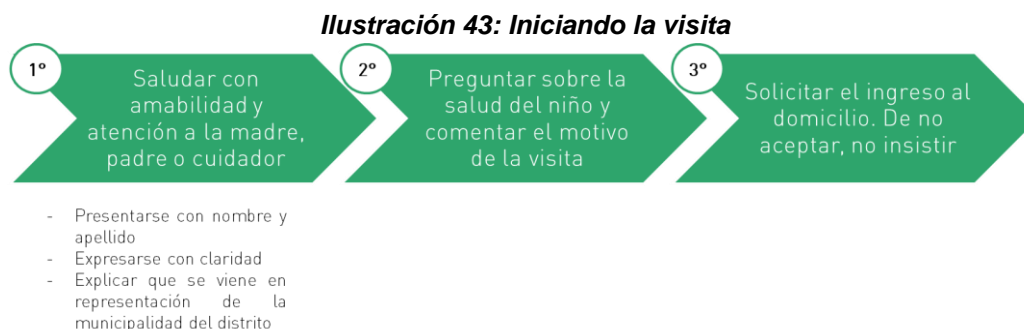 Ilustración 43: Iniciando la visita
1º
Saludar con
amabilidad y
atención a la madre,
padre o cuidador
2º
Preguntar sobre la
salud del niño y
comentar el motivo
de la visita
3º
Solicitar el ingreso al
domicilio. De no
aceptar, no insistir
- Presentarse con nombre y
apellido
- Expresarse con claridad
- Explicar que se viene en
representación de la
municipalidad del distrito